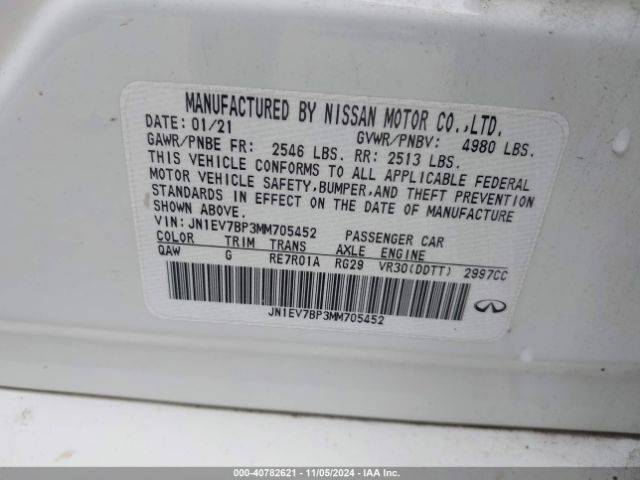 MANUFACTURED BY NISSAN MOTOR CO.,LTD.
DATE: 01/21 GVWR/PNBV: 4980 LBS.
GAWR/PNBE FR: 2546 LBS. RR: 2513 LBS.
THIS VEHICLE CONFORMS TO ALL APPLICABLE FEDERAL
MOTOR VEHICLE SAFETY,BUMPER,AND THEFT PREVENTION
STANDARDS IN EFFECT ON THE DATE OF MANUFACTURE
SHOWN ABOVE.
VIN:JN1EV7BP3MM705452 PASSENGER CAR
COLOR TRIM TRANS AXLE ENGINE
QAW G RE7R01A RG29 VR30(DDTT) 2997CC
JN1EV7BP3MM705452
000-40782621 - 11/05/2024 - IAA Inc.